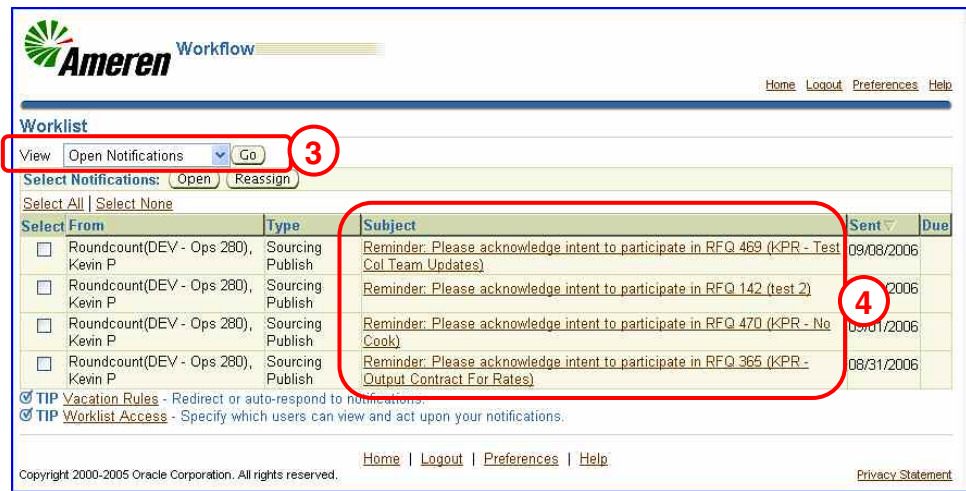 Ameren Workflow
Home Logout Preferences Help
Worklist
View Open Notifications Go 3
Select Notifications: Open Reassign
Select All | Select None
Select From Type Subject Sent Due
Roundcount(DEV - Ops 280), Kevin P Sourcing Publish Reminder: Please acknowledge intent to participate in RFQ 469 (KPR - Test Col Team Updates) 09/08/2006
Roundcount(DEV - Ops 280), Kevin P Sourcing Publish Reminder: Please acknowledge intent to participate in RFQ 142 (test 2) 2006
4
Roundcount(DEV - Ops 280), Kevin P Sourcing Publish Reminder: Please acknowledge intent to participate in RFQ 470 (KPR - No Cook) 09/01/2006
Roundcount(DEV - Ops 280), Kevin P Sourcing Publish Reminder: Please acknowledge intent to participate in RFQ 365 (KPR - Output Contract For Rates) 08/31/2006
TIP Vacation Rules - Redirect or auto-respond to notifications.
TIP Worklist Access - Specify which users can view and act upon your notifications.
Home | Logout | Preferences | Help
Copyright 2000-2005 Oracle Corporation. All rights reserved.
Privacy Statement